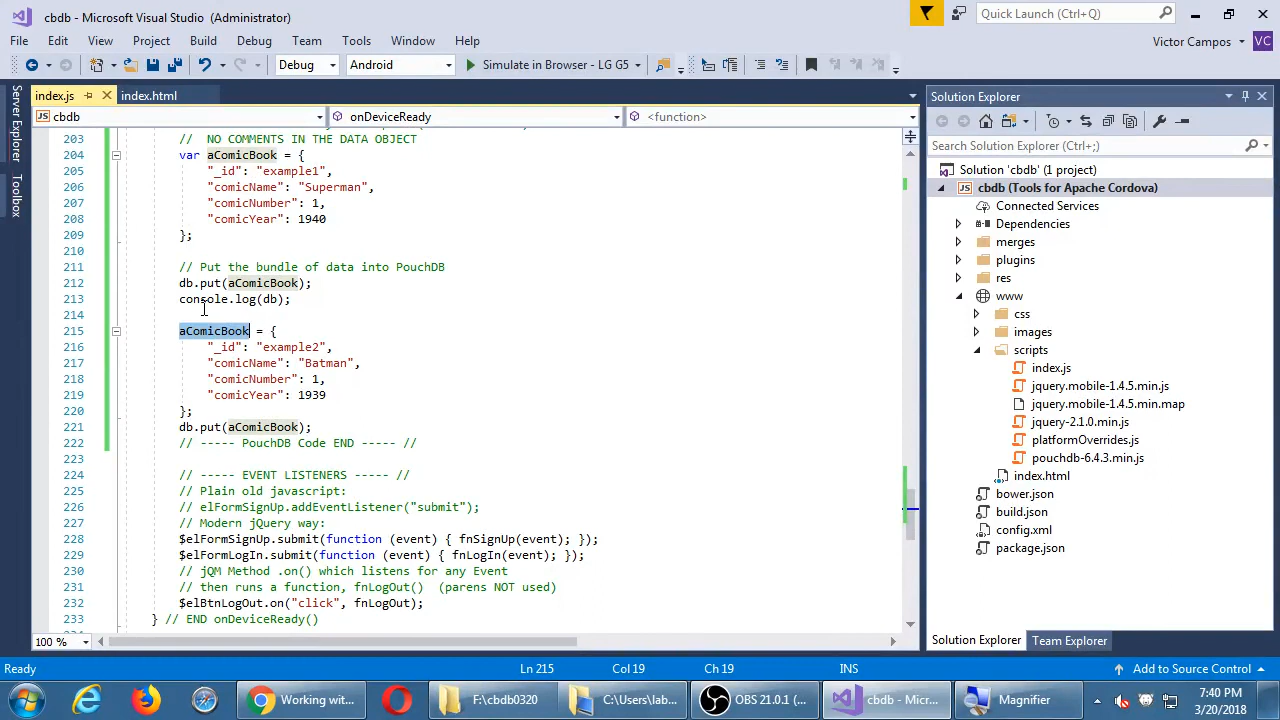 cbdb - Microsoft Visual Studio (Administrator)
Quick Launch (Ctrl+Q)
File Edit View Project Build Debug Team Tools Window Help
Victor Campos VC
Debug Android Simulate in Browser - LG G5
Server Explorer
Toolbox
index.js index.html
cbdb onDeviceReady <function>
203 // NO COMMENTS IN THE DATA OBJECT
204 var aComicBook = {
205 "_id": "example1",
206 "comicName": "Superman",
207 "comicNumber": 1,
208 "comicYear": 1940
209 };
210
211 // Put the bundle of data into PouchDB
212 db.put(aComicBook);
213 console.log(db);
214
215 aComicBook = {
216 "_id": "example2",
217 "comicName": "Batman",
218 "comicNumber": 1,
219 "comicYear": 1939
220 };
221 db.put(aComicBook);
222 // ----- PouchDB Code END ----- //
223
224 // ----- EVENT LISTENERS ----- //
225 // Plain old javascript:
226 // elFormSignUp.addEventListener("submit");
227 // Modern jQuery way:
228 $elFormSignUp.submit(function (event) { fnSignUp(event); });
229 $elFormLogIn.submit(function (event) { fnLogIn(event); });
230 // jQM Method .on() which listens for any Event
231 // then runs a function, fnLogOut() (parens NOT used)
232 $elBtnLogOut.on("click", fnLogOut);
233 } // END onDeviceReady()
100 %
Solution Explorer
Search Solution Explorer (Ctrl+;)
Solution 'cbdb' (1 project)
JS cbdb (Tools for Apache Cordova)
Connected Services
Dependencies
merges
plugins
res
www
css
images
scripts
index.js
jquery.mobile-1.4.5.min.js
jquery.mobile-1.4.5.min.map
jquery-2.1.0.min.js
platformOverrides.js
pouchdb-6.4.3.min.js
index.html
bower.json
build.json
config.xml
package.json
Solution Explorer Team Explorer
Ready Ln 215 Col 19 Ch 19 INS Add to Source Control
Working wit... F:\cbdb0320 C:\Users\lab... OBS 21.0.1 (... cbdb - Micr... Magnifier
7:40 PM
3/20/2018